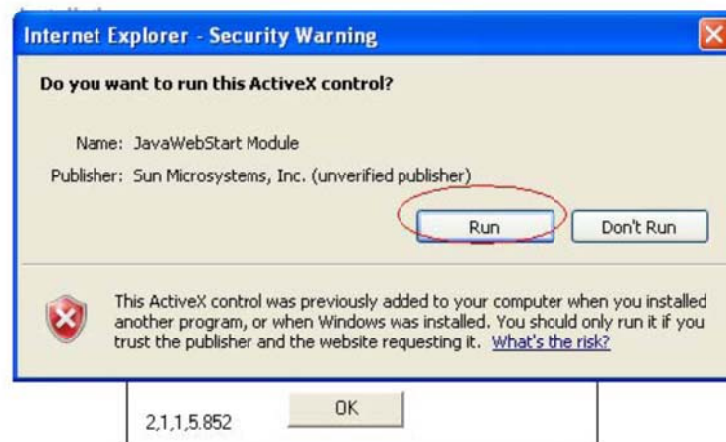 Internet Explorer - Security Warning
Do you want to run this ActiveX control?
Name: JavaWebStart Module
Publisher: Sun Microsystems, Inc. (unverified publisher)
Run
Don't Run
This ActiveX control was previously added to your computer when you installed
another program, or when Windows was installed. You should only run it if you
trust the publisher and the website requesting it. What's the risk?
OK
2,1,1,5.852